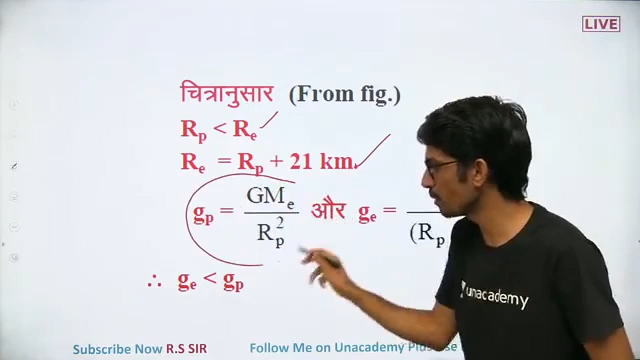 LIVE
चित्रानुसार (From fig.)
Rp < Re
Re = Rp + 21 km
gp = GMe / Rp² और ge = (Rp
∴ ge < gp
unacademy
Subscribe Now R.S SIR Follow Me on Unacademy Plus